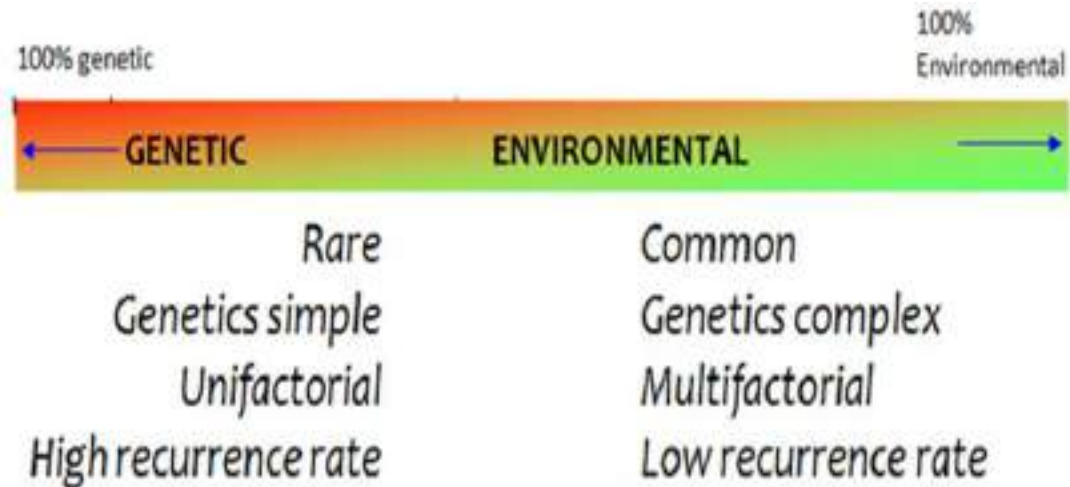 100% genetic
100%
Environmental
GENETIC ENVIRONMENTAL
Rare Common
Genetics simple Genetics complex
Unifactorial Multifactorial
High recurrence rate Low recurrence rate